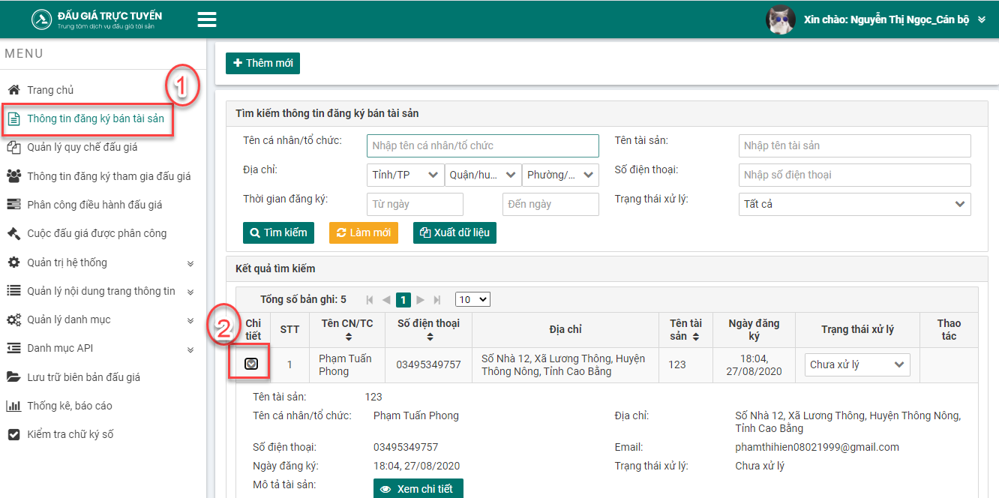 ĐẤU GIÁ TRỰC TUYẾN
Trung tâm dịch vụ đấu giá tài sản
Xin chào: Nguyễn Thị Ngọc_Cán bộ
MENU
Trang chủ
1
Thông tin đăng ký bán tài sản
Quản lý quy chế đấu giá
Thông tin đăng ký tham gia đấu giá
Phân công điều hành đấu giá
Cuộc đấu giá được phân công
Quản trị hệ thống
Quản lý nội dung trang thông tin
Quản lý danh mục
Danh mục API
Lưu trữ biên bản đấu giá
Thống kê, báo cáo
Kiểm tra chữ ký số
Thêm mới
Tìm kiếm thông tin đăng ký bán tài sản
Tên cá nhân/tổ chức: Nhập tên cá nhân/tổ chức Tên tài sản: Nhập tên tài sản
Địa chỉ: Tỉnh/TP Quận/hu... Phường/... Số điện thoại: Nhập số điện thoại
Thời gian đăng ký: Từ ngày Đến ngày Trạng thái xử lý: Tất cả
Tìm kiếm Làm mới Xuất dữ liệu
Kết quả tìm kiếm
Tổng số bản ghi: 5 1 10
2
Chi tiết STT Tên CN/TC Số điện thoại Địa chỉ Tên tài sản Ngày đăng ký Trạng thái xử lý Thao tác
1 Phạm Tuấn Phong 03495349757 Số Nhà 12, Xã Lương Thông, Huyện Thông Nông, Tỉnh Cao Bằng 123 18:04, 27/08/2020 Chưa xử lý
Tên tài sản: 123
Tên cá nhân/tổ chức: Phạm Tuấn Phong Địa chỉ: Số Nhà 12, Xã Lương Thông, Huyện Thông Nông,
Tỉnh Cao Bằng
Số điện thoại: 03495349757 Email: phamthihien08021999@gmail.com
Ngày đăng ký: 18:04, 27/08/2020 Trạng thái xử lý: Chưa xử lý
Mô tả tài sản: Xem chi tiết